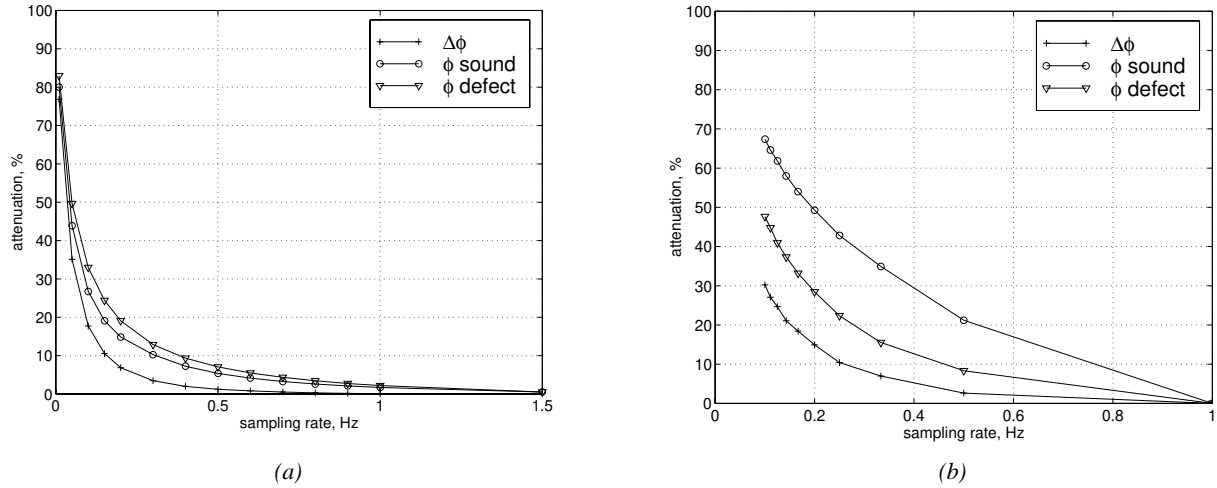 100
90
80
70
60
50
40
30
20
10
0
attenuation, %
0 0.5 1 1.5
sampling rate, Hz
Δϕ
ϕ sound
ϕ defect
(a)
100
90
80
70
60
50
40
30
20
10
0
attenuation, %
0 0.2 0.4 0.6 0.8 1
sampling rate, Hz
Δϕ
ϕ sound
ϕ defect
(b)